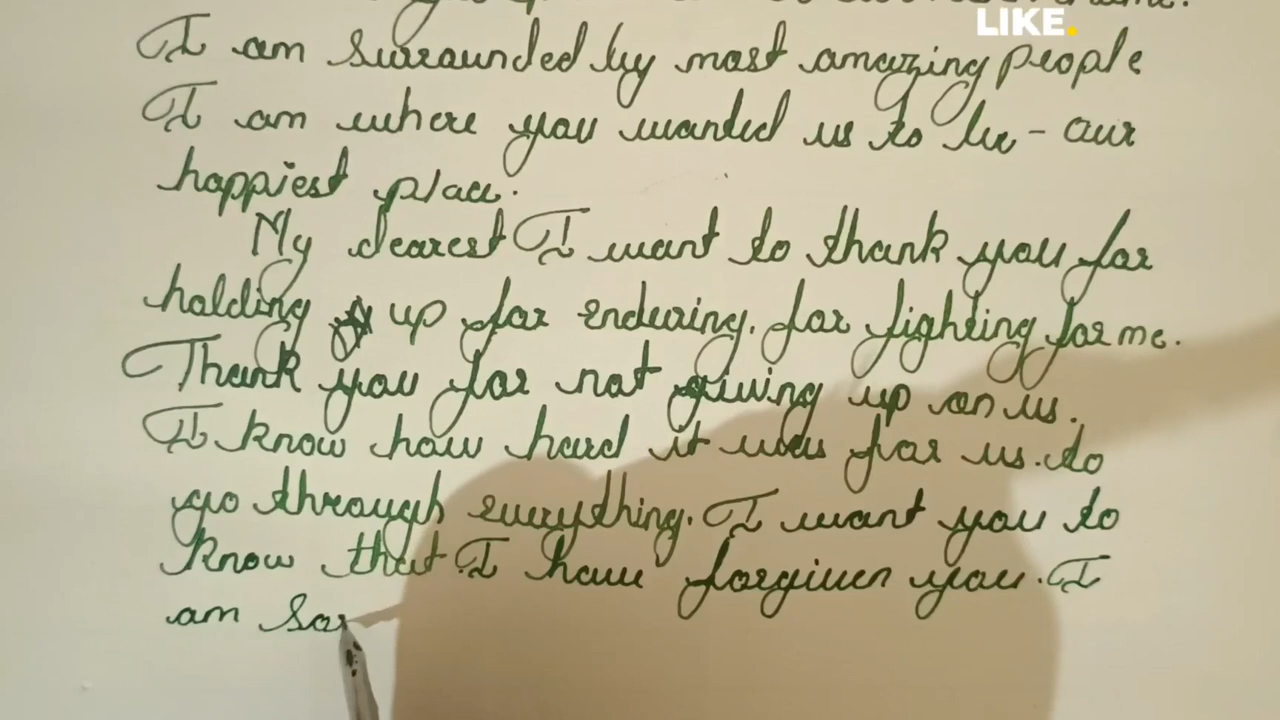 LIKE.
I am surounded by most amazing people
I am where you wanted us to be - our
happiest place.
My dearest I want to thank you for
holding up for enduring. for fighting for me.
Thank you for not giving up on us.
I know how hard it was for us. to
go through everything. I want you to
know that I have forgiven you. I
am sor